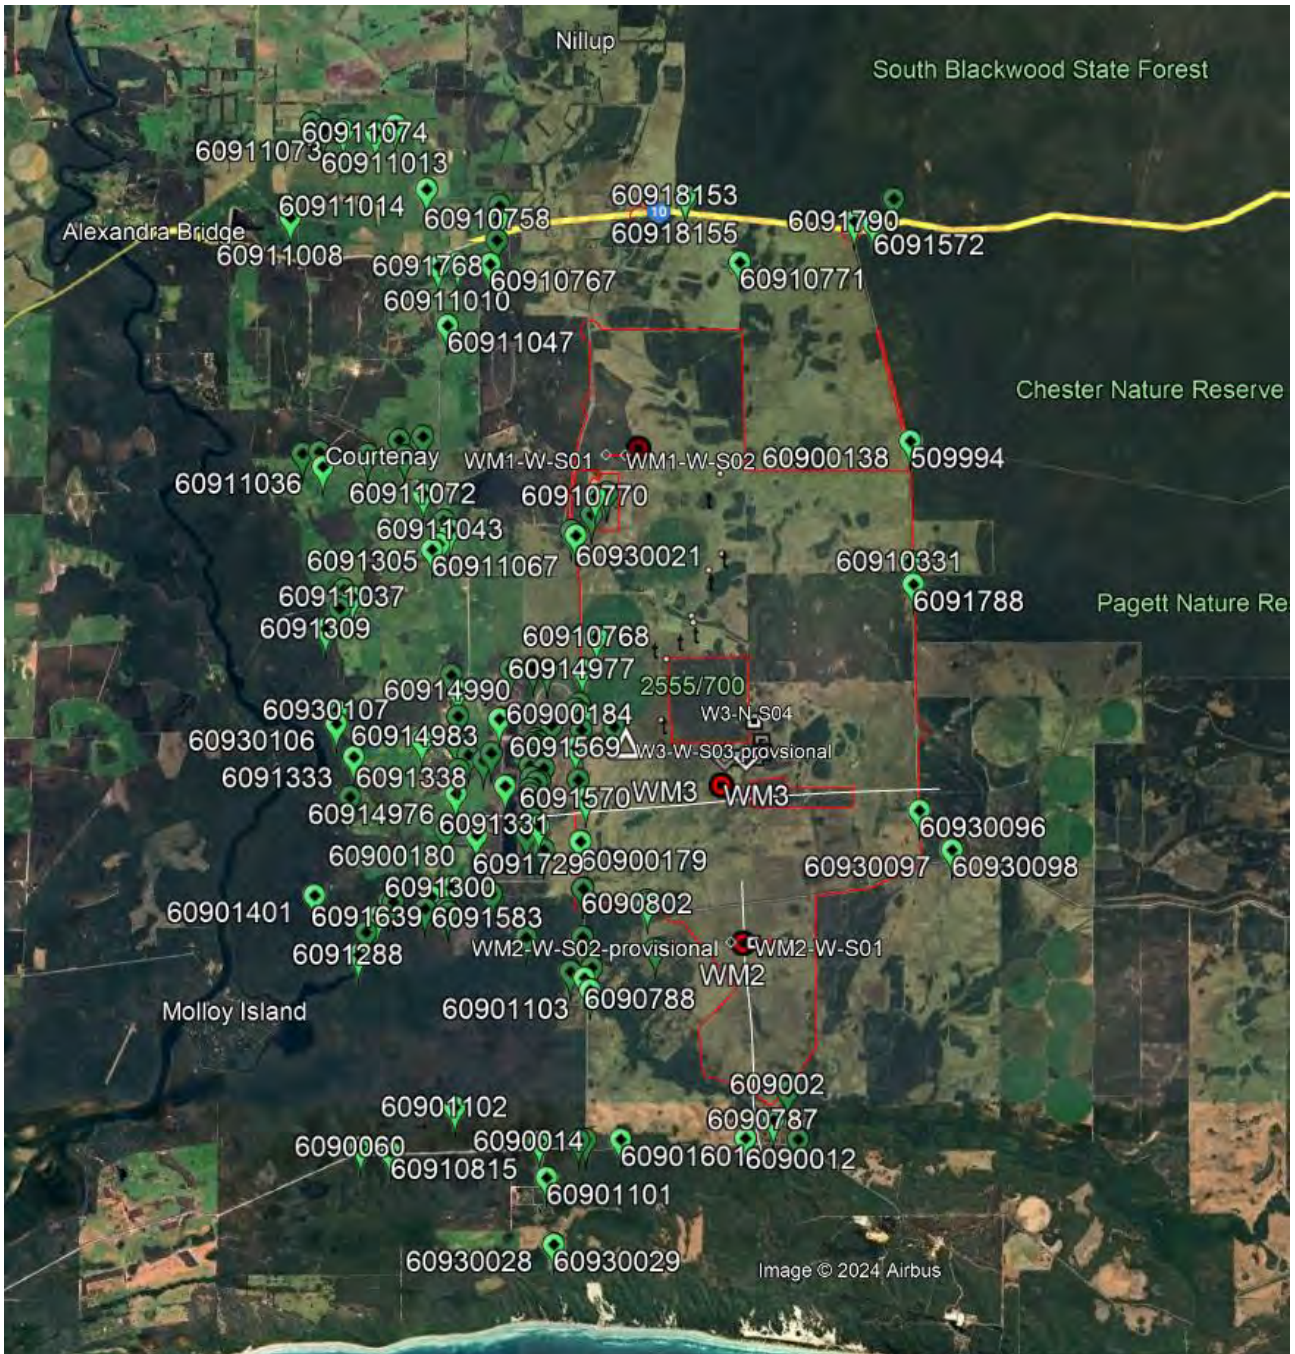 Nillup
South Blackwood State Forest
60911074
60911073
60911013
60918153
60911014
60910758
10
6091790
Alexandra Bridge
60918155
6091572
60911008
6091768
60910767
60910771
60911010
60911047
Chester Nature Reserve
Courtenay
WM1-W-S01
WM1-W-S02
60900138
509994
60911036
60911072
60910770
60911043
6091305
60911067
60930021
60910331
60911037
6091788
Pagett Nature Re
6091309
60910768
t
t
t
t
t
t
60914977
60914990
2555/700
60930107
60900184
W3-N-S04
60930106
60914983
6091569
W3-W-S03-provsional
6091333
6091338
6091570
WM3
WM3
60914976
6091331
60930096
60900180
6091729
60900179
60930097
60930098
6091300
60901401
6091639
6091583
6090802
6091288
WM2-W-S02-provisional
WM2-W-S01
WM2
60901103
6090788
Molloy Island
609002
60901102
6090787
6090060
6090014
60901601
6090012
60910815
60901101
60930028
60930029
Image © 2024 Airbus